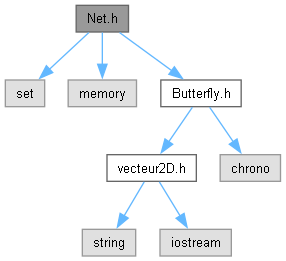 Net.h
set
memory
Butterfly.h
vecteur2D.h
chrono
string
iostream